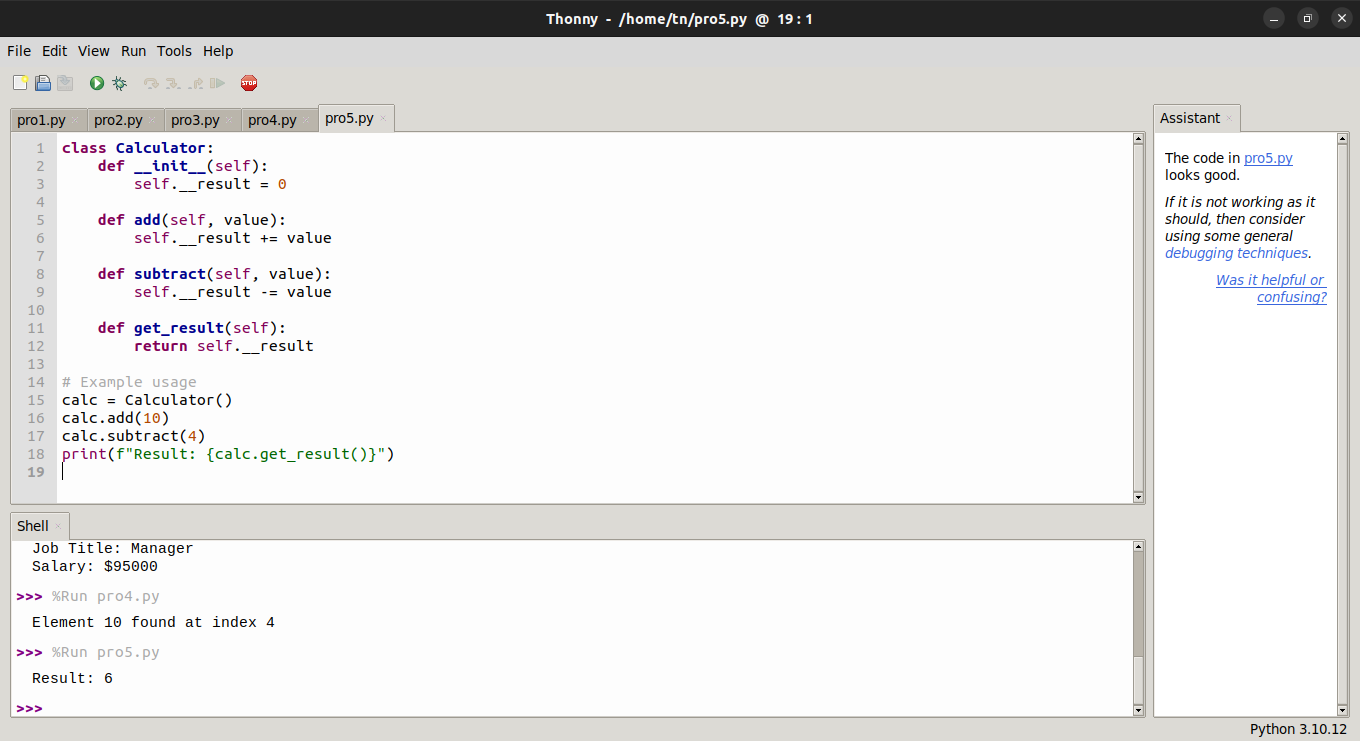 Thonny - /home/tn/pro5.py @ 19:1
File Edit View Run Tools Help
STOP
pro1.py pro2.py pro3.py pro4.py pro5.py
1 class Calculator:
2     def __init__(self):
3         self.__result = 0
4
5     def add(self, value):
6         self.__result += value
7
8     def subtract(self, value):
9         self.__result -= value
10
11     def get_result(self):
12         return self.__result
13
14 # Example usage
15 calc = Calculator()
16 calc.add(10)
17 calc.subtract(4)
18 print(f"Result: {calc.get_result()}")
19
Shell
Job Title: Manager
Salary: $95000
>>> %Run pro4.py
Element 10 found at index 4
>>> %Run pro5.py
Result: 6
>>>
Assistant
The code in pro5.py
looks good.
If it is not working as it
should, then consider
using some general
debugging techniques.
Was it helpful or
confusing?
Python 3.10.12